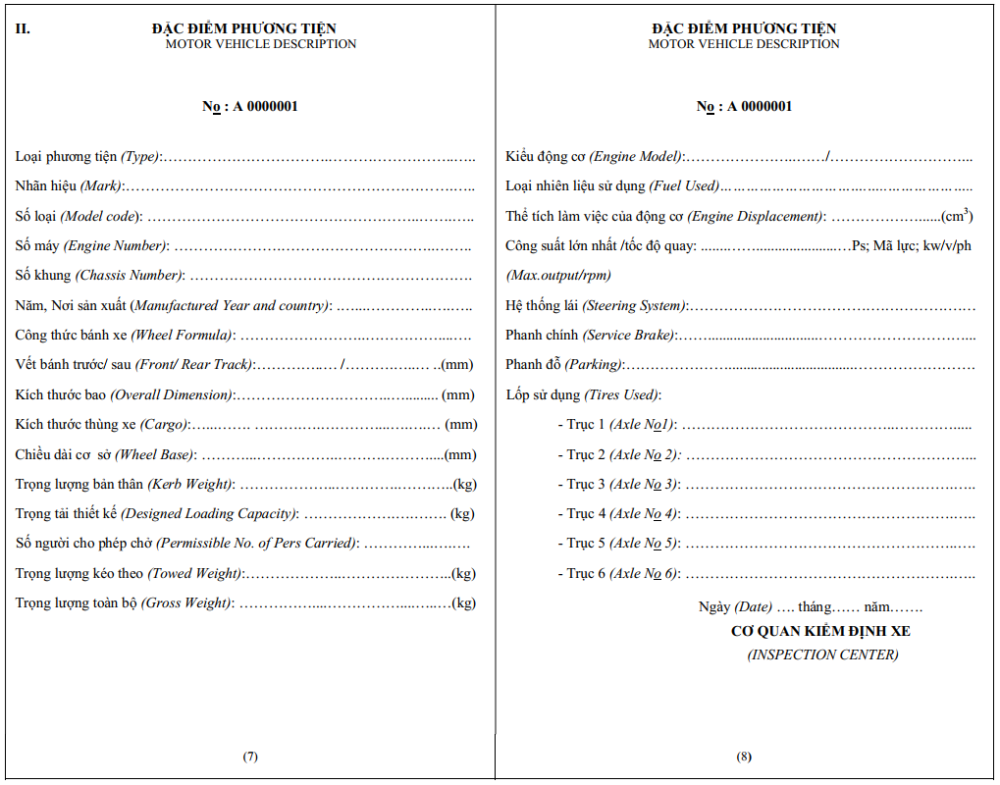 II. ĐẶC ĐIỂM PHƯƠNG TIỆN
MOTOR VEHICLE DESCRIPTION
No : A 0000001
Loại phương tiện (Type):……………………………..…………………….…..
Nhãn hiệu (Mark):…………………………………………………………….…..
Số loại (Model code): ………………………………………………..…….…..
Số máy (Engine Number): ……………………………………………….…..…….
Số khung (Chassis Number): ………………………………………………….
Năm, Nơi sản xuất (Manufactured Year and country): …....…………..….…..
Công thức bánh xe (Wheel Formula): ……………………………...….
Vết bánh trước/ sau (Front/ Rear Track):…………..… /……….…...… ..(mm)
Kích thước bao (Overall Dimension):……………………….……..…......... (mm)
Kích thước thùng xe (Cargo):…...……. ………….…………...….….… (mm)
Chiều dài cơ sở (Wheel Base): ………...……………………………....(mm)
Trọng lượng bản thân (Kerb Weight): ………………..………….…….…..(kg)
Trọng tải thiết kế (Designed Loading Capacity): ……………………….. (kg)
Số người cho phép chở (Permissible No. of Pers Carried): …………...…..….
Trọng lượng kéo theo (Towed Weight):………………..…………………..(kg)
Trọng lượng toàn bộ (Gross Weight): ……………...……………....…..…(kg)
(7)
ĐẶC ĐIỂM PHƯƠNG TIỆN
MOTOR VEHICLE DESCRIPTION
No : A 0000001
Kiểu động cơ (Engine Model):………………….…..……/………………………...
Loại nhiên liệu sử dụng (Fuel Used)…………………………..…..……………..
Thể tích làm việc của động cơ (Engine Displacement): ……………….....(cm³)
Công suất lớn nhất /tốc độ quay: ........……......................…Ps; Mã lực; kw/v/ph
(Max.output/rpm)
Hệ thống lái (Steering System):……………………………………………………
Phanh chính (Service Brake):……..............................…………………………...
Phanh đỗ (Parking):…………………..................................……………………
Lốp sử dụng (Tires Used):
- Trục 1 (Axle No1): ……………………………………..……….....
- Trục 2 (Axle No 2): …………………………………………………...
- Trục 3 (Axle No 3): ……………………………………………….…..
- Trục 4 (Axle No 4): ……………………………………………….…..
- Trục 5 (Axle No 5): ……………………………………………….…..
- Trục 6 (Axle No 6): ……………………………………………….…..
Ngày (Date) …. tháng…… năm…….
CƠ QUAN KIỂM ĐỊNH XE
(INSPECTION CENTER)
(8)